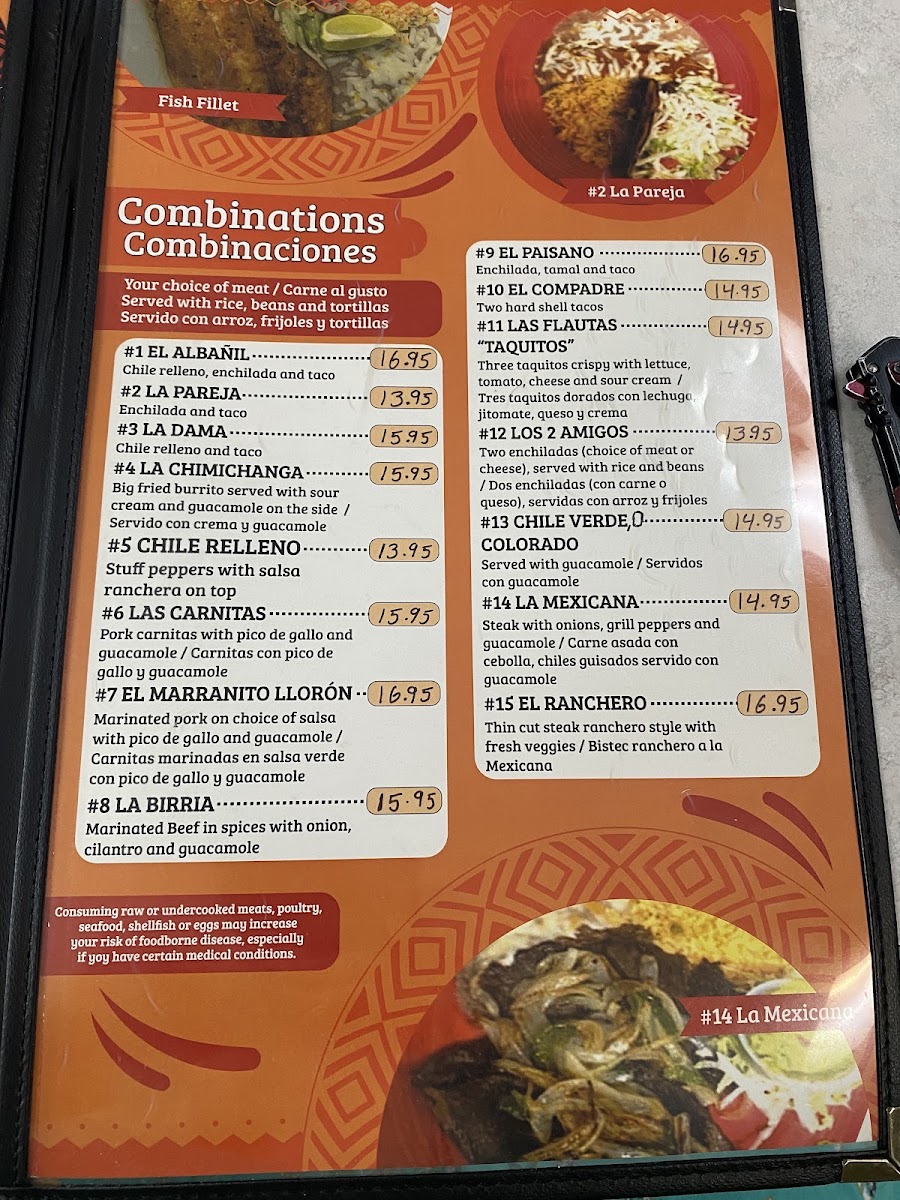 Fish Fillet
#2 La Pareja
Combinations
Combinaciones
Your choice of meat / Carne al gusto
Served with rice, beans and tortillas
Servido con arroz, frijoles y tortillas
#1 EL ALBAÑIL 16.95
Chile relleno, enchilada and taco
#2 LA PAREJA 13.95
Enchilada and taco
#3 LA DAMA 15.95
Chile relleno and taco
#4 LA CHIMICHANGA 15.95
Big fried burrito served with sour
cream and guacamole on the side /
Servido con crema y guacamole
#5 CHILE RELLENO 13.95
Stuff peppers with salsa
ranchera on top
#6 LAS CARNITAS 15.95
Pork carnitas with pico de gallo and
guacamole / Carnitas con pico de
gallo y guacamole
#7 EL MARRANITO LLORÓN 16.95
Marinated pork on choice of salsa
with pico de gallo and guacamole /
Carnitas marinadas en salsa verde
con pico de gallo y guacamole
#8 LA BIRRIA 15.95
Marinated Beef in spices with onion,
cilantro and guacamole
#9 EL PAISANO 16.95
Enchilada, tamal and taco
#10 EL COMPADRE 14.95
Two hard shell tacos
#11 LAS FLAUTAS 14.95
“TAQUITOS”
Three taquitos crispy with lettuce,
tomato, cheese and sour cream /
Tres taquitos dorados con lechuga,
jitomate, queso y crema
#12 LOS 2 AMIGOS 13.95
Two enchiladas (choice of meat or
cheese), served with rice and beans
/ Dos enchiladas (con carne o
queso), servidas con arroz y frijoles
#13 CHILE VERDE,O 14.95
COLORADO
Served with guacamole / Servidos
con guacamole
#14 LA MEXICANA 14.95
Steak with onions, grill peppers and
guacamole / Carne asada con
cebolla, chiles guisados servido con
guacamole
#15 EL RANCHERO 16.95
Thin cut steak ranchero style with
fresh veggies / Bistec ranchero a la
Mexicana
Consuming raw or undercooked meats, poultry,
seafood, shellfish or eggs may increase
your risk of foodborne disease, especially
if yoy have certain medical conditions.
#14 La Mexicana